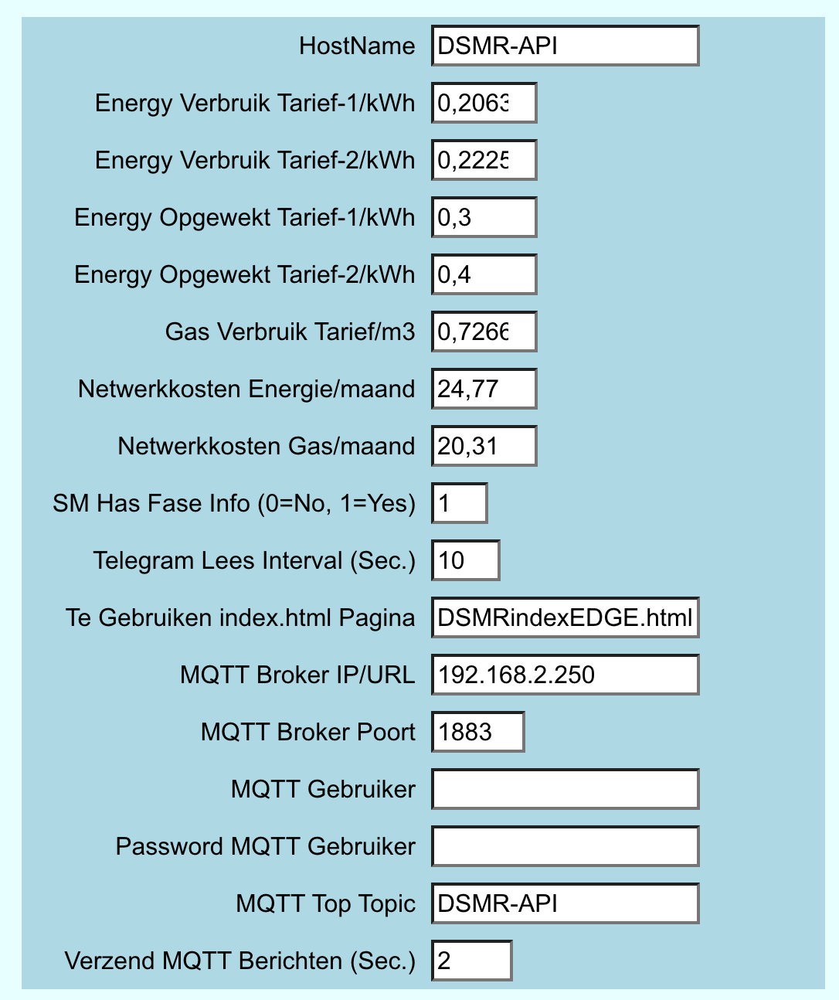 HostName DSMR-API
Energy Verbruik Tarief-1/kWh 0,2063
Energy Verbruik Tarief-2/kWh 0,2225
Energy Opgewekt Tarief-1/kWh 0,3
Energy Opgewekt Tarief-2/kWh 0,4
Gas Verbruik Tarief/m3 0,7266
Netwerkkosten Energie/maand 24,77
Netwerkkosten Gas/maand 20,31
SM Has Fase Info (0=No, 1=Yes) 1
Telegram Lees Interval (Sec.) 10
Te Gebruiken index.html Pagina DSMRindexEDGE.html
MQTT Broker IP/URL 192.168.2.250
MQTT Broker Poort 1883
MQTT Gebruiker
Password MQTT Gebruiker
MQTT Top Topic DSMR-API
Verzend MQTT Berichten (Sec.) 2